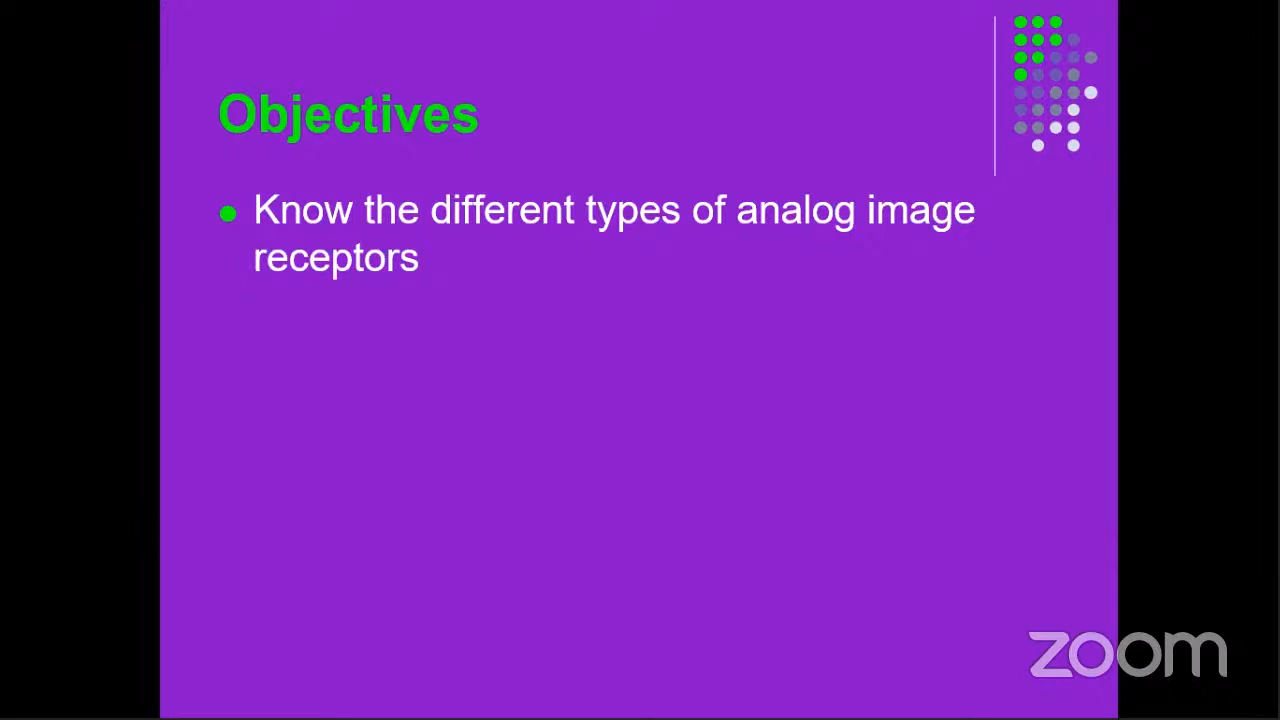 Objectives
Know the different types of analog image
receptors
zoom